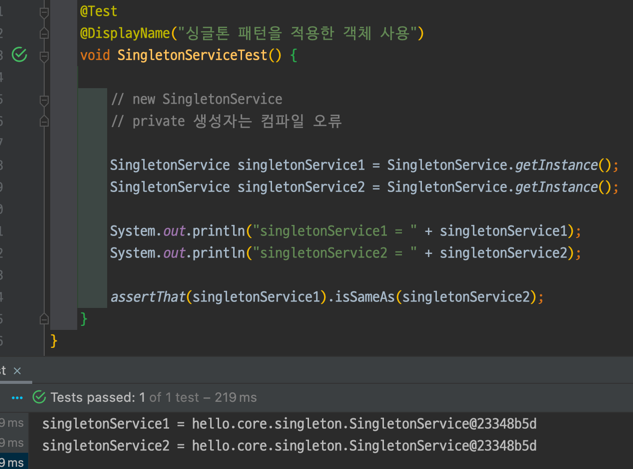 @Test
@DisplayName("싱글톤 패턴을 적용한 객체 사용")
void SingletonServiceTest() {
// new SingletonService
// private 생성자는 컴파일 오류
SingletonService singletonService1 = SingletonService.getInstance();
SingletonService singletonService2 = SingletonService.getInstance();
System.out.println("singletonService1 = " + singletonService1);
System.out.println("singletonService2 = " + singletonService2);
assertThat(singletonService1).isSameAs(singletonService2);
}
}
st ×
Tests passed: 1 of 1 test – 219 ms
9 ms singletonService1 = hello.core.singleton.SingletonService@23348b5d
9 ms singletonService2 = hello.core.singleton.SingletonService@23348b5d
9 ms